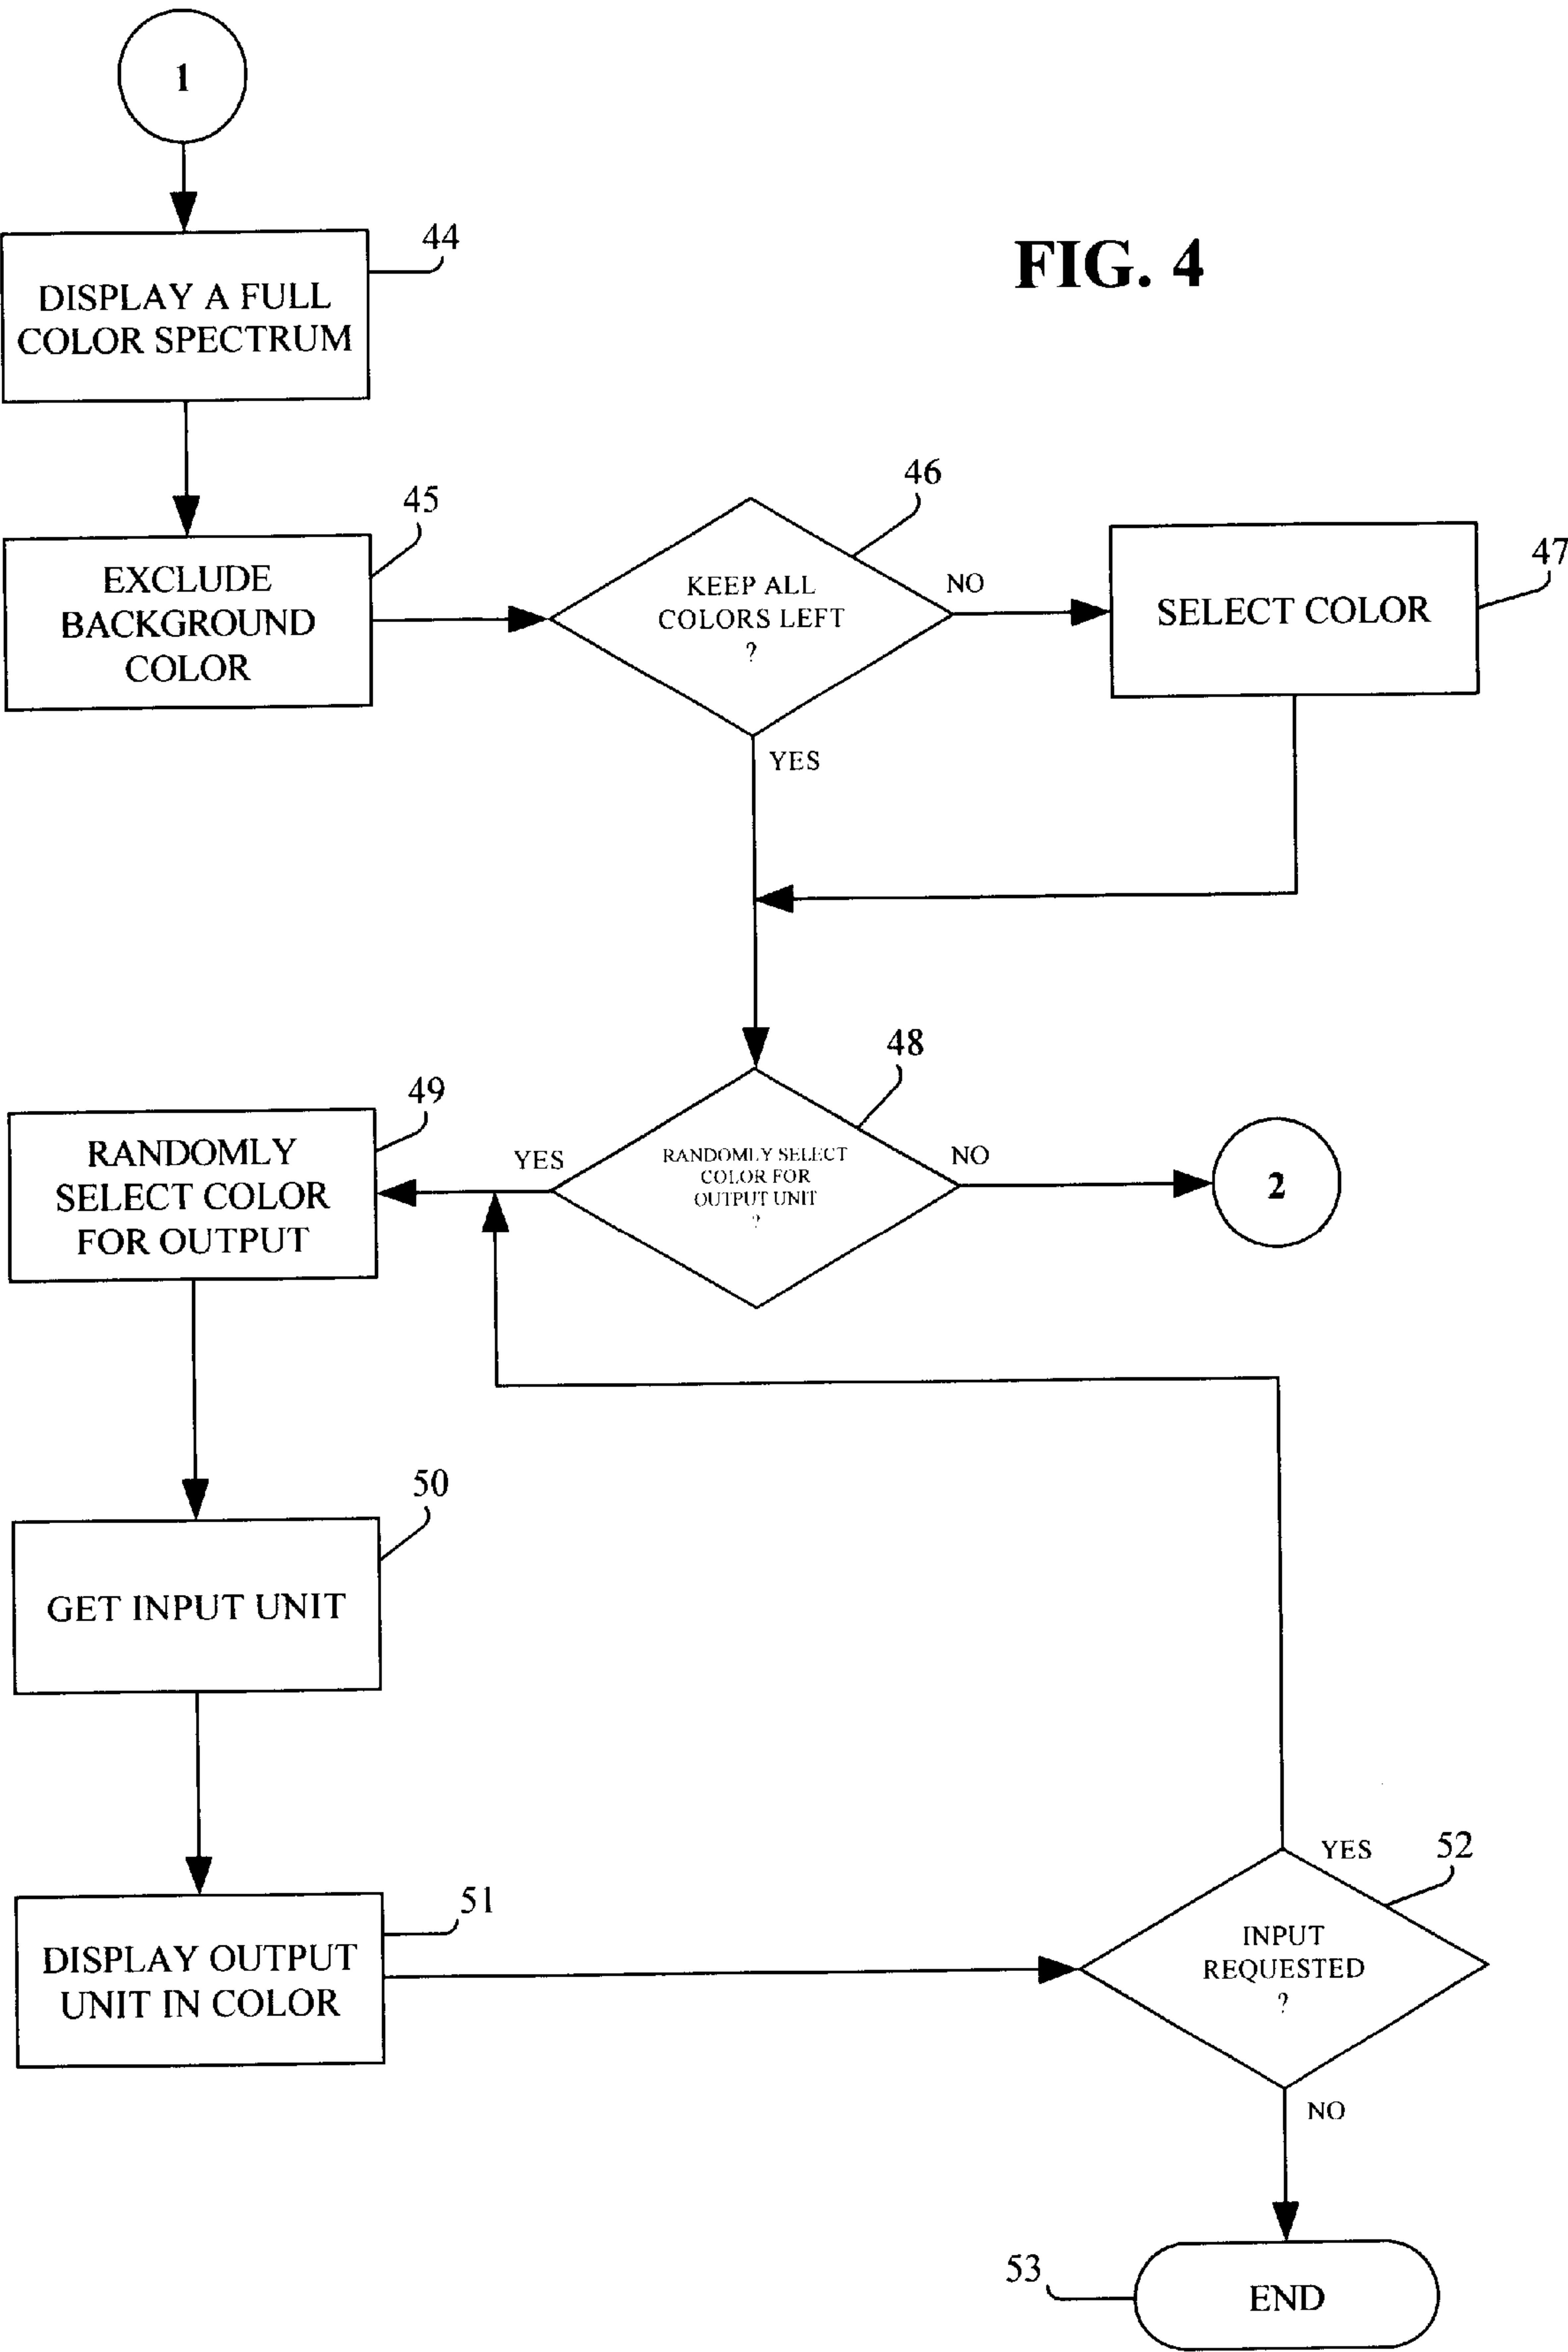 1
44
FIG. 4
DISPLAY A FULL
COLOR SPECTRUM
45
46
47
EXCLUDE
BACKGROUND
COLOR
KEEP ALL
COLORS LEFT
?
NO
SELECT COLOR
YES
48
49
RANDOMLY
SELECT COLOR
FOR OUTPUT
YES
RANDOMLY SELECT
COLOR FOR
OUTPUT UNIT
?
NO
2
50
GET INPUT UNIT
YES
52
51
DISPLAY OUTPUT
UNIT IN COLOR
INPUT
REQUESTED
?
NO
53
END